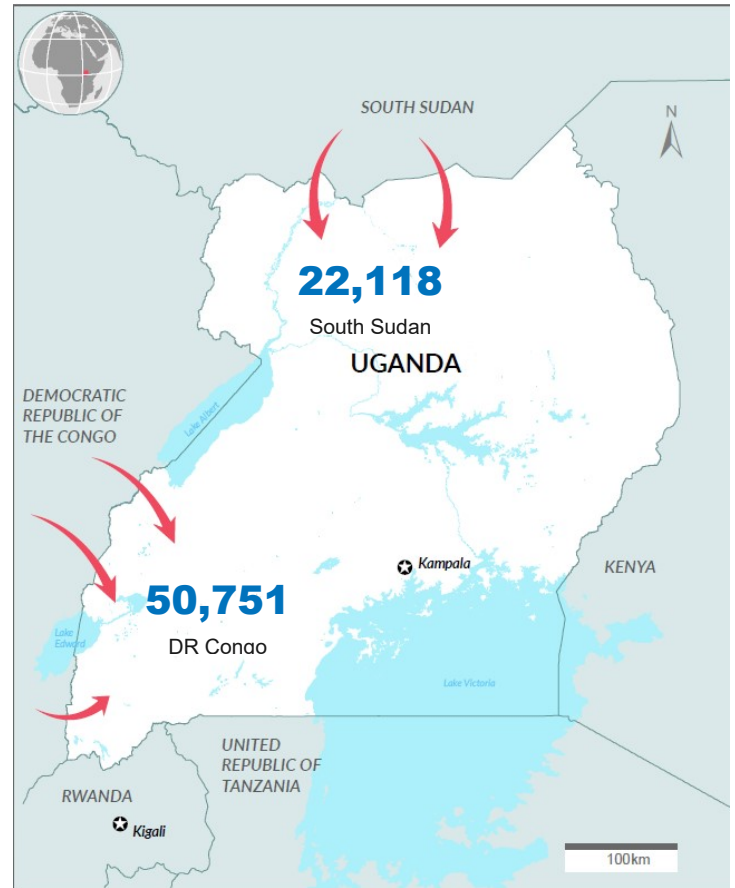 SOUTH SUDAN
N
22,118
South Sudan
UGANDA
DEMOCRATIC
REPUBLIC OF
THE CONGO
Lake Albert
Kampala
KENYA
50,751
DR Congo
Lake
Edward
Lake Victoria
UNITED
REPUBLIC OF
TANZANIA
RWANDA
Kigali
100km